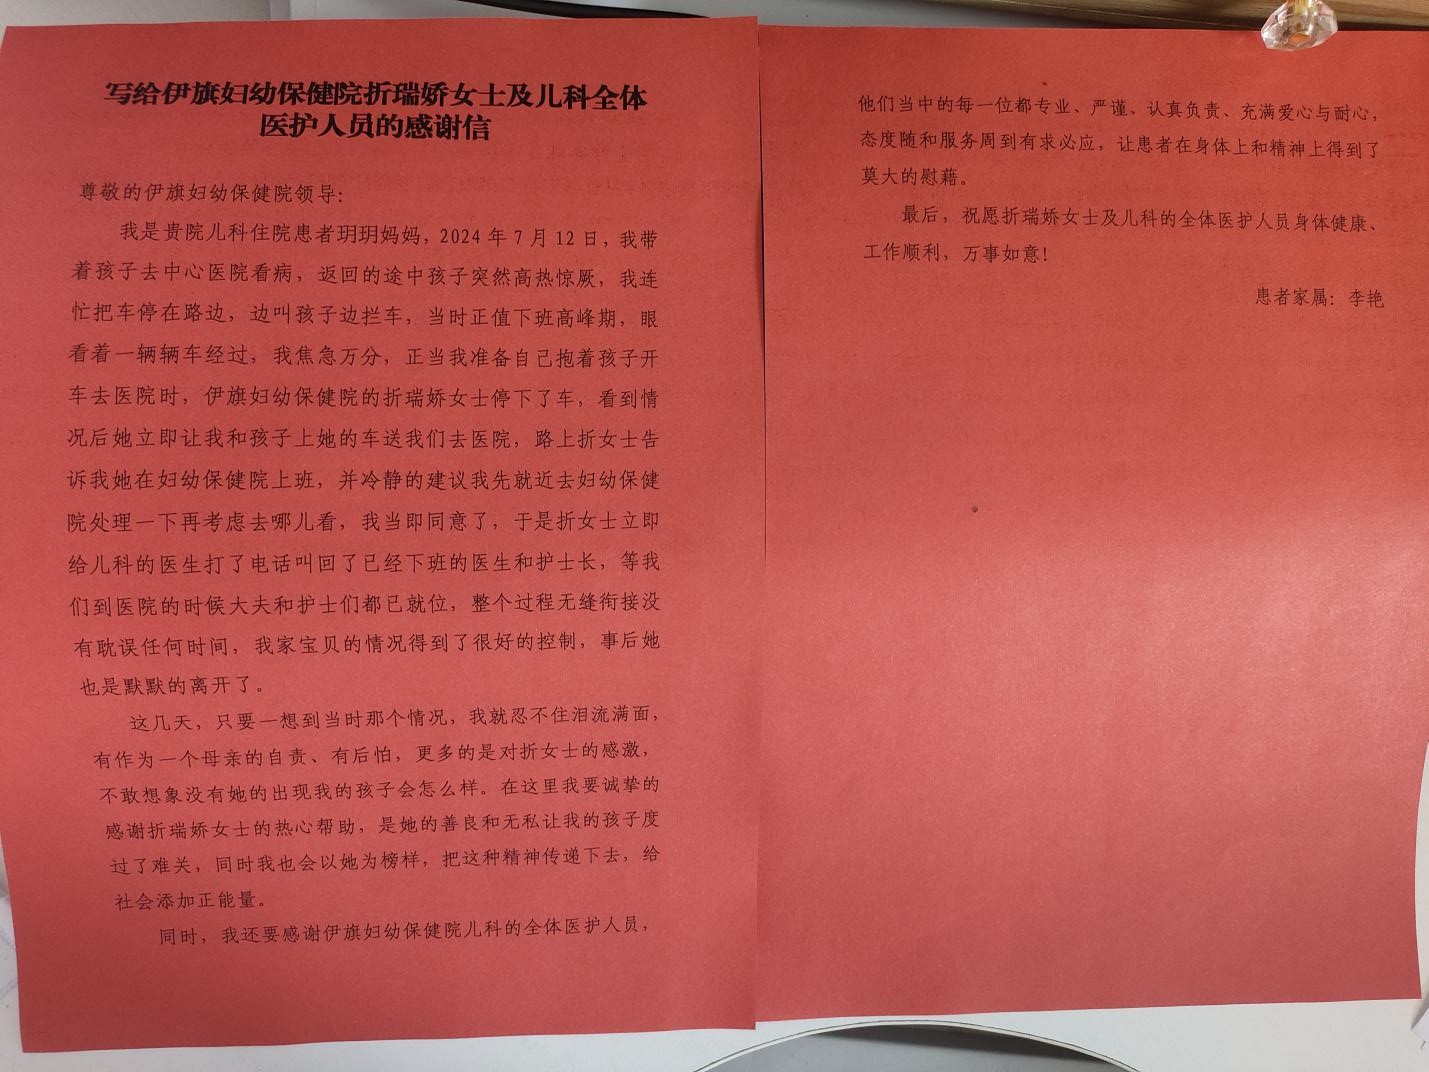 写给伊旗妇幼保健院折瑞娇女士及儿科全体
医护人员的感谢信
尊敬的伊旗妇幼保健院领导：
我是贵院儿科住院患者玥玥妈妈，2024年7月12日，我带
着孩子去中心医院看病，返回的途中孩子突然高热惊厥，我连
忙把车停在路边，边叫孩子边拦车，当时正值下班高峰期，眼
看着一辆辆车经过，我焦急万分，正当我准备自己抱着孩子开
车去医院时，伊旗妇幼保健院的折瑞娇女士停下了车，看到情
况后她立即让我和孩子上她的车送我们去医院，路上折女士告
诉我她在妇幼保健院上班，并冷静的建议我先就近去妇幼保健
院处理一下再考虑去哪儿看，我当即同意了，于是折女士立即
给儿科的医生打了电话叫回了已经下班的医生和护士长，等我
们到医院的时候大夫和护士们都已就位，整个过程无缝衔接没
有耽误任何时间，我家宝贝的情况得到了很好的控制，事后她
也是默默的离开了。
这几天，只要一想到当时那个情况，我就忍不住泪流满面，
有作为一个母亲的自责、有后怕，更多的是对折女士的感激，
不敢想象没有她的出现我的孩子会怎么样。在这里我要诚挚的
感谢折瑞娇女士的热心帮助，是她的善良和无私让我的孩子度
过了难关，同时我也会以她为榜样，把这种精神传递下去，给
社会添加正能量。
同时，我还要感谢伊旗妇幼保健院儿科的全体医护人员，
他们当中的每一位都专业、严谨、认真负责、充满爱心与耐心，
态度随和服务周到有求必应，让患者在身体上和精神上得到了
莫大的慰藉。
最后，祝愿折瑞娇女士及儿科的全体医护人员身体健康、
工作顺利，万事如意！
患者家属：李艳